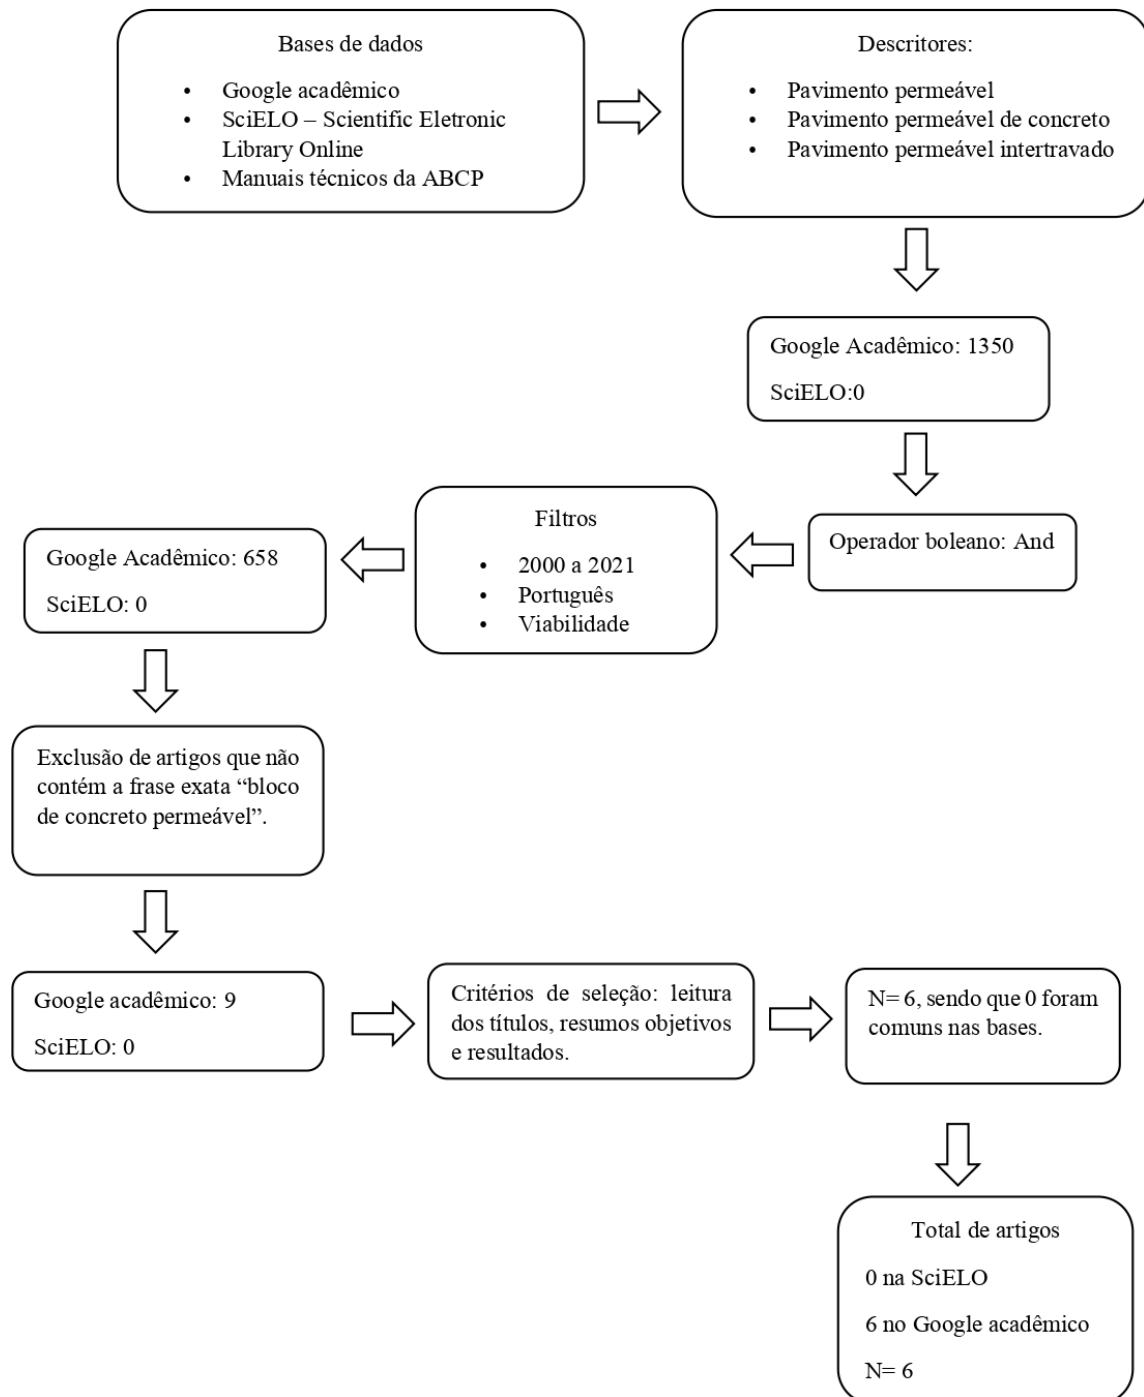 Bases de dados
• Google acadêmico
• SciELO – Scientific Eletronic
Library Online
• Manuais técnicos da ABCP
Descritores:
• Pavimento permeável
• Pavimento permeável de concreto
• Pavimento permeável intertravado
Google Acadêmico: 1350
SciELO:0
Operador boleano: And
Filtros
• 2000 a 2021
• Português
• Viabilidade
Google Acadêmico: 658
SciELO: 0
Exclusão de artigos que não
contém a frase exata “bloco
de concreto permeável”.
Google acadêmico: 9
SciELO: 0
Critérios de seleção: leitura
dos títulos, resumos objetivos
e resultados.
N= 6, sendo que 0 foram
comuns nas bases.
Total de artigos
0 na SciELO
6 no Google acadêmico
N= 6